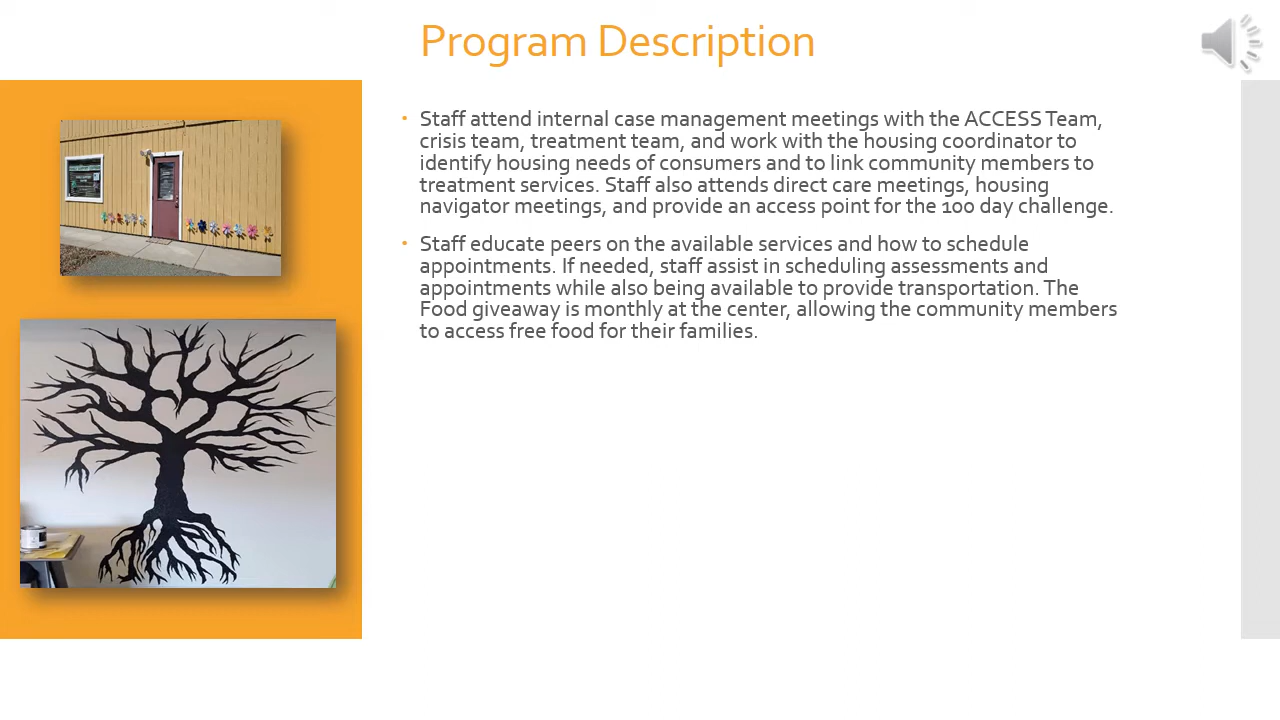 Program Description
• Staff attend internal case management meetings with the ACCESS Team,
crisis team, treatment team, and work with the housing coordinator to
identify housing needs of consumers and to link community members to
treatment services. Staff also attends direct care meetings, housing
navigator meetings, and provide an access point for the 100 day challenge.
• Staff educate peers on the available services and how to schedule
appointments. If needed, staff assist in scheduling assessments and
appointments while also being available to provide transportation. The
Food giveaway is monthly at the center, allowing the community members
to access free food for their families.